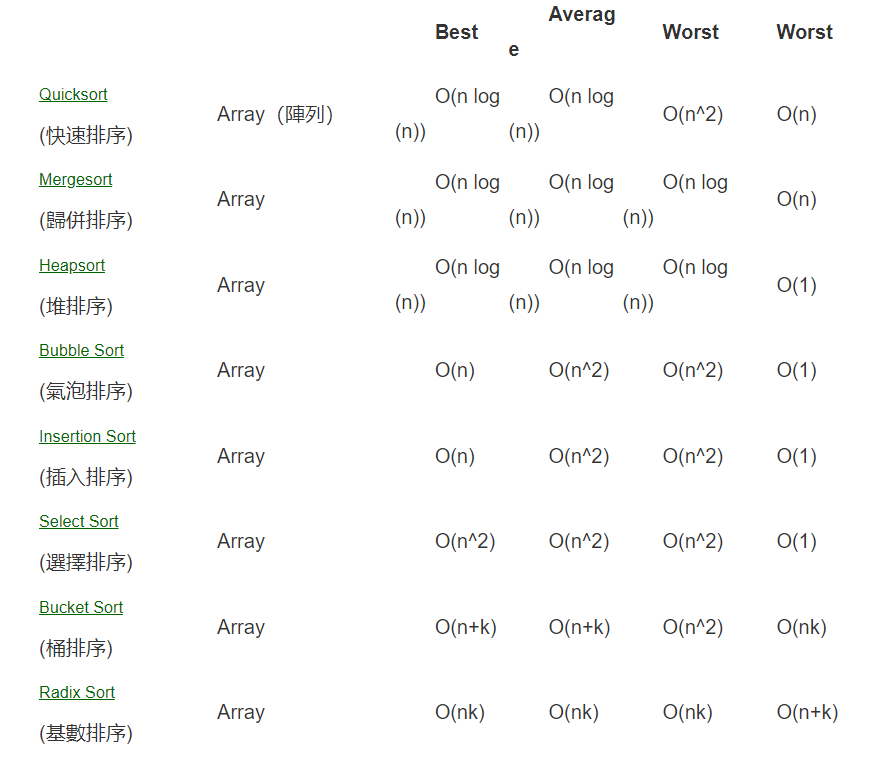 Best Averag
e Worst Worst
Quicksort
(快速排序) Array（陣列） O(n log
(n)) O(n log
(n)) O(n^2) O(n)
Mergesort
(歸併排序) Array O(n log
(n)) O(n log
(n)) O(n log
(n)) O(n)
Heapsort
(堆排序) Array O(n log
(n)) O(n log
(n)) O(n log
(n)) O(1)
Bubble Sort
(氣泡排序) Array O(n) O(n^2) O(n^2) O(1)
Insertion Sort
(插入排序) Array O(n) O(n^2) O(n^2) O(1)
Select Sort
(選擇排序) Array O(n^2) O(n^2) O(n^2) O(1)
Bucket Sort
(桶排序) Array O(n+k) O(n+k) O(n^2) O(nk)
Radix Sort
(基數排序) Array O(nk) O(nk) O(nk) O(n+k)